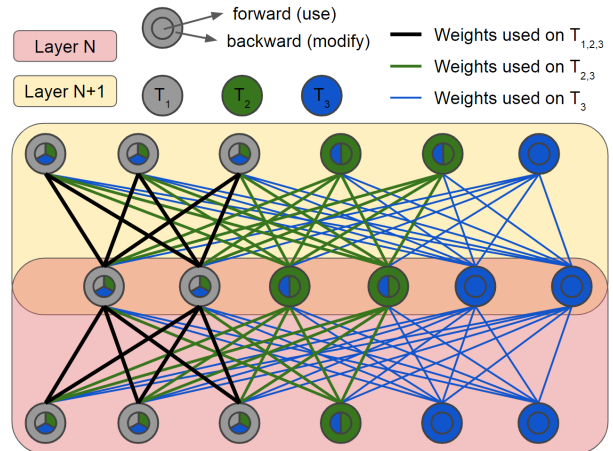 forward (use)
backward (modify)
Layer N
Layer N+1
T1
T2
T3
Weights used on T1,2,3
Weights used on T2,3
Weights used on T3